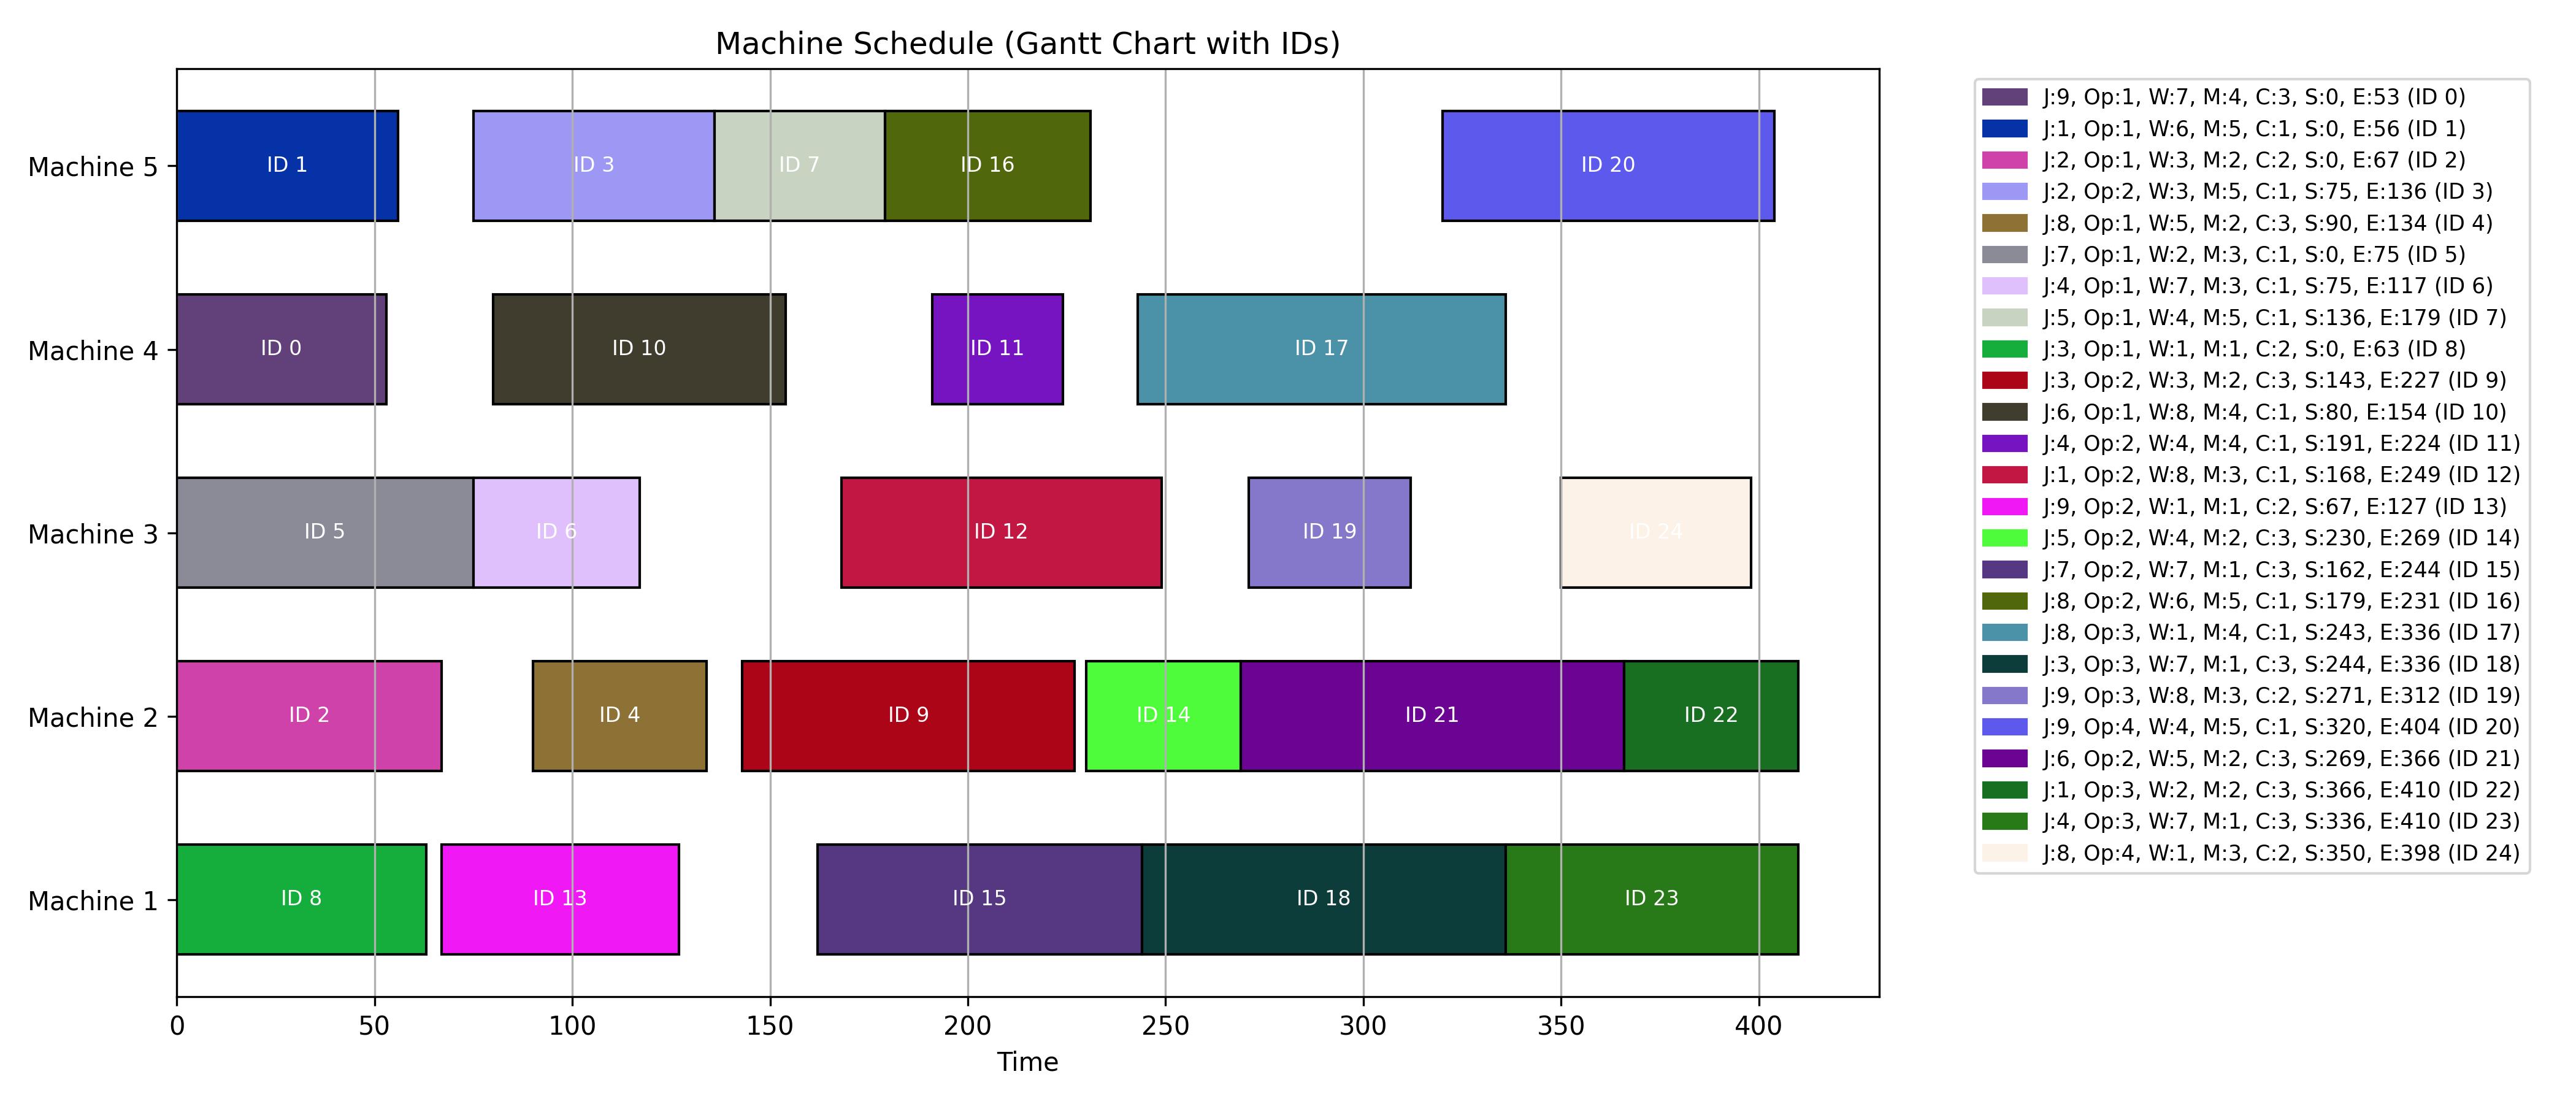 Machine Schedule (Gantt Chart with IDs)
Machine 5
ID 1
ID 3
ID 7
ID 16
ID 20
Machine 4
ID 0
ID 10
ID 11
ID 17
Machine 3
ID 5
ID 6
ID 12
ID 19
ID 24
Machine 2
ID 2
ID 4
ID 9
ID 14
ID 21
ID 22
Machine 1
ID 8
ID 13
ID 15
ID 18
ID 23
0 50 100 150 200 250 300 350 400
Time
J:9, Op:1, W:7, M:4, C:3, S:0, E:53 (ID 0)
J:1, Op:1, W:6, M:5, C:1, S:0, E:56 (ID 1)
J:2, Op:1, W:3, M:2, C:2, S:0, E:67 (ID 2)
J:2, Op:2, W:3, M:5, C:1, S:75, E:136 (ID 3)
J:8, Op:1, W:5, M:2, C:3, S:90, E:134 (ID 4)
J:7, Op:1, W:2, M:3, C:1, S:0, E:75 (ID 5)
J:4, Op:1, W:7, M:3, C:1, S:75, E:117 (ID 6)
J:5, Op:1, W:4, M:5, C:1, S:136, E:179 (ID 7)
J:3, Op:1, W:1, M:1, C:2, S:0, E:63 (ID 8)
J:3, Op:2, W:3, M:2, C:3, S:143, E:227 (ID 9)
J:6, Op:1, W:8, M:4, C:1, S:80, E:154 (ID 10)
J:4, Op:2, W:4, M:4, C:1, S:191, E:224 (ID 11)
J:1, Op:2, W:8, M:3, C:1, S:168, E:249 (ID 12)
J:9, Op:2, W:1, M:1, C:2, S:67, E:127 (ID 13)
J:5, Op:2, W:4, M:2, C:3, S:230, E:269 (ID 14)
J:7, Op:2, W:7, M:1, C:3, S:162, E:244 (ID 15)
J:8, Op:2, W:6, M:5, C:1, S:179, E:231 (ID 16)
J:8, Op:3, W:1, M:4, C:1, S:243, E:336 (ID 17)
J:3, Op:3, W:7, M:1, C:3, S:244, E:336 (ID 18)
J:9, Op:3, W:8, M:3, C:2, S:271, E:312 (ID 19)
J:9, Op:4, W:4, M:5, C:1, S:320, E:404 (ID 20)
J:6, Op:2, W:5, M:2, C:3, S:269, E:366 (ID 21)
J:1, Op:3, W:2, M:2, C:3, S:366, E:410 (ID 22)
J:4, Op:3, W:7, M:1, C:3, S:336, E:410 (ID 23)
J:8, Op:4, W:1, M:3, C:2, S:350, E:398 (ID 24)